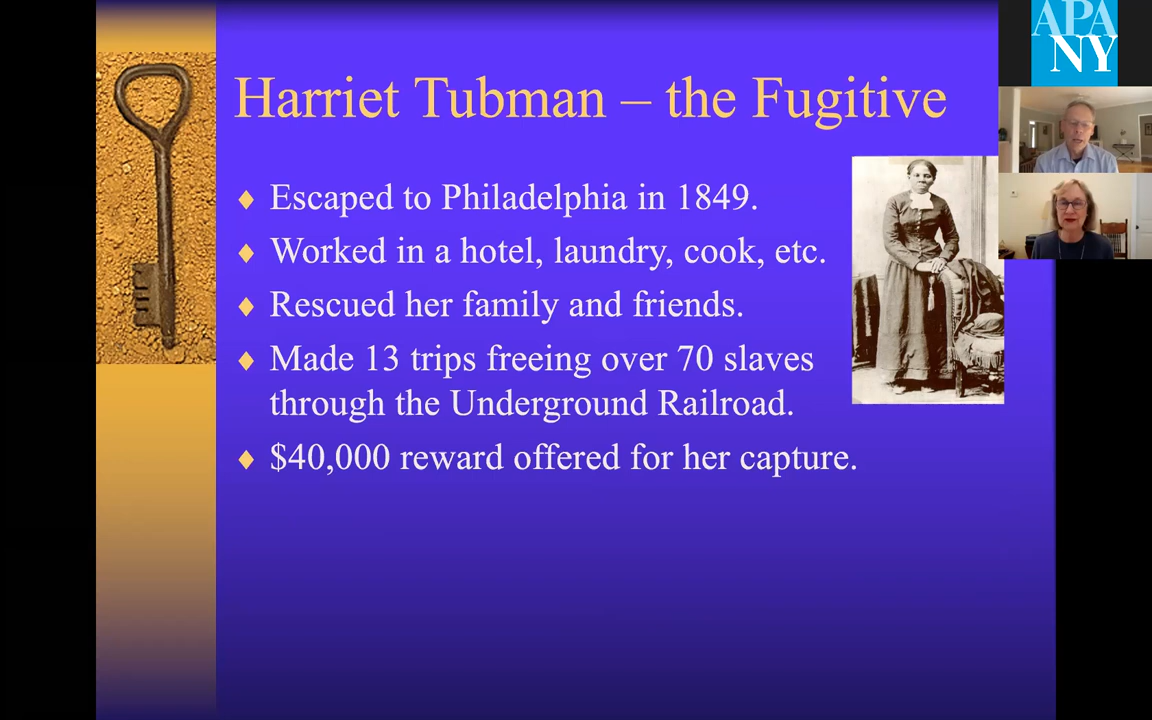 APA
NY
Harriet Tubman – the Fugitive
Escaped to Philadelphia in 1849.
Worked in a hotel, laundry, cook, etc.
Rescued her family and friends.
Made 13 trips freeing over 70 slaves
through the Underground Railroad.
$40,000 reward offered for her capture.